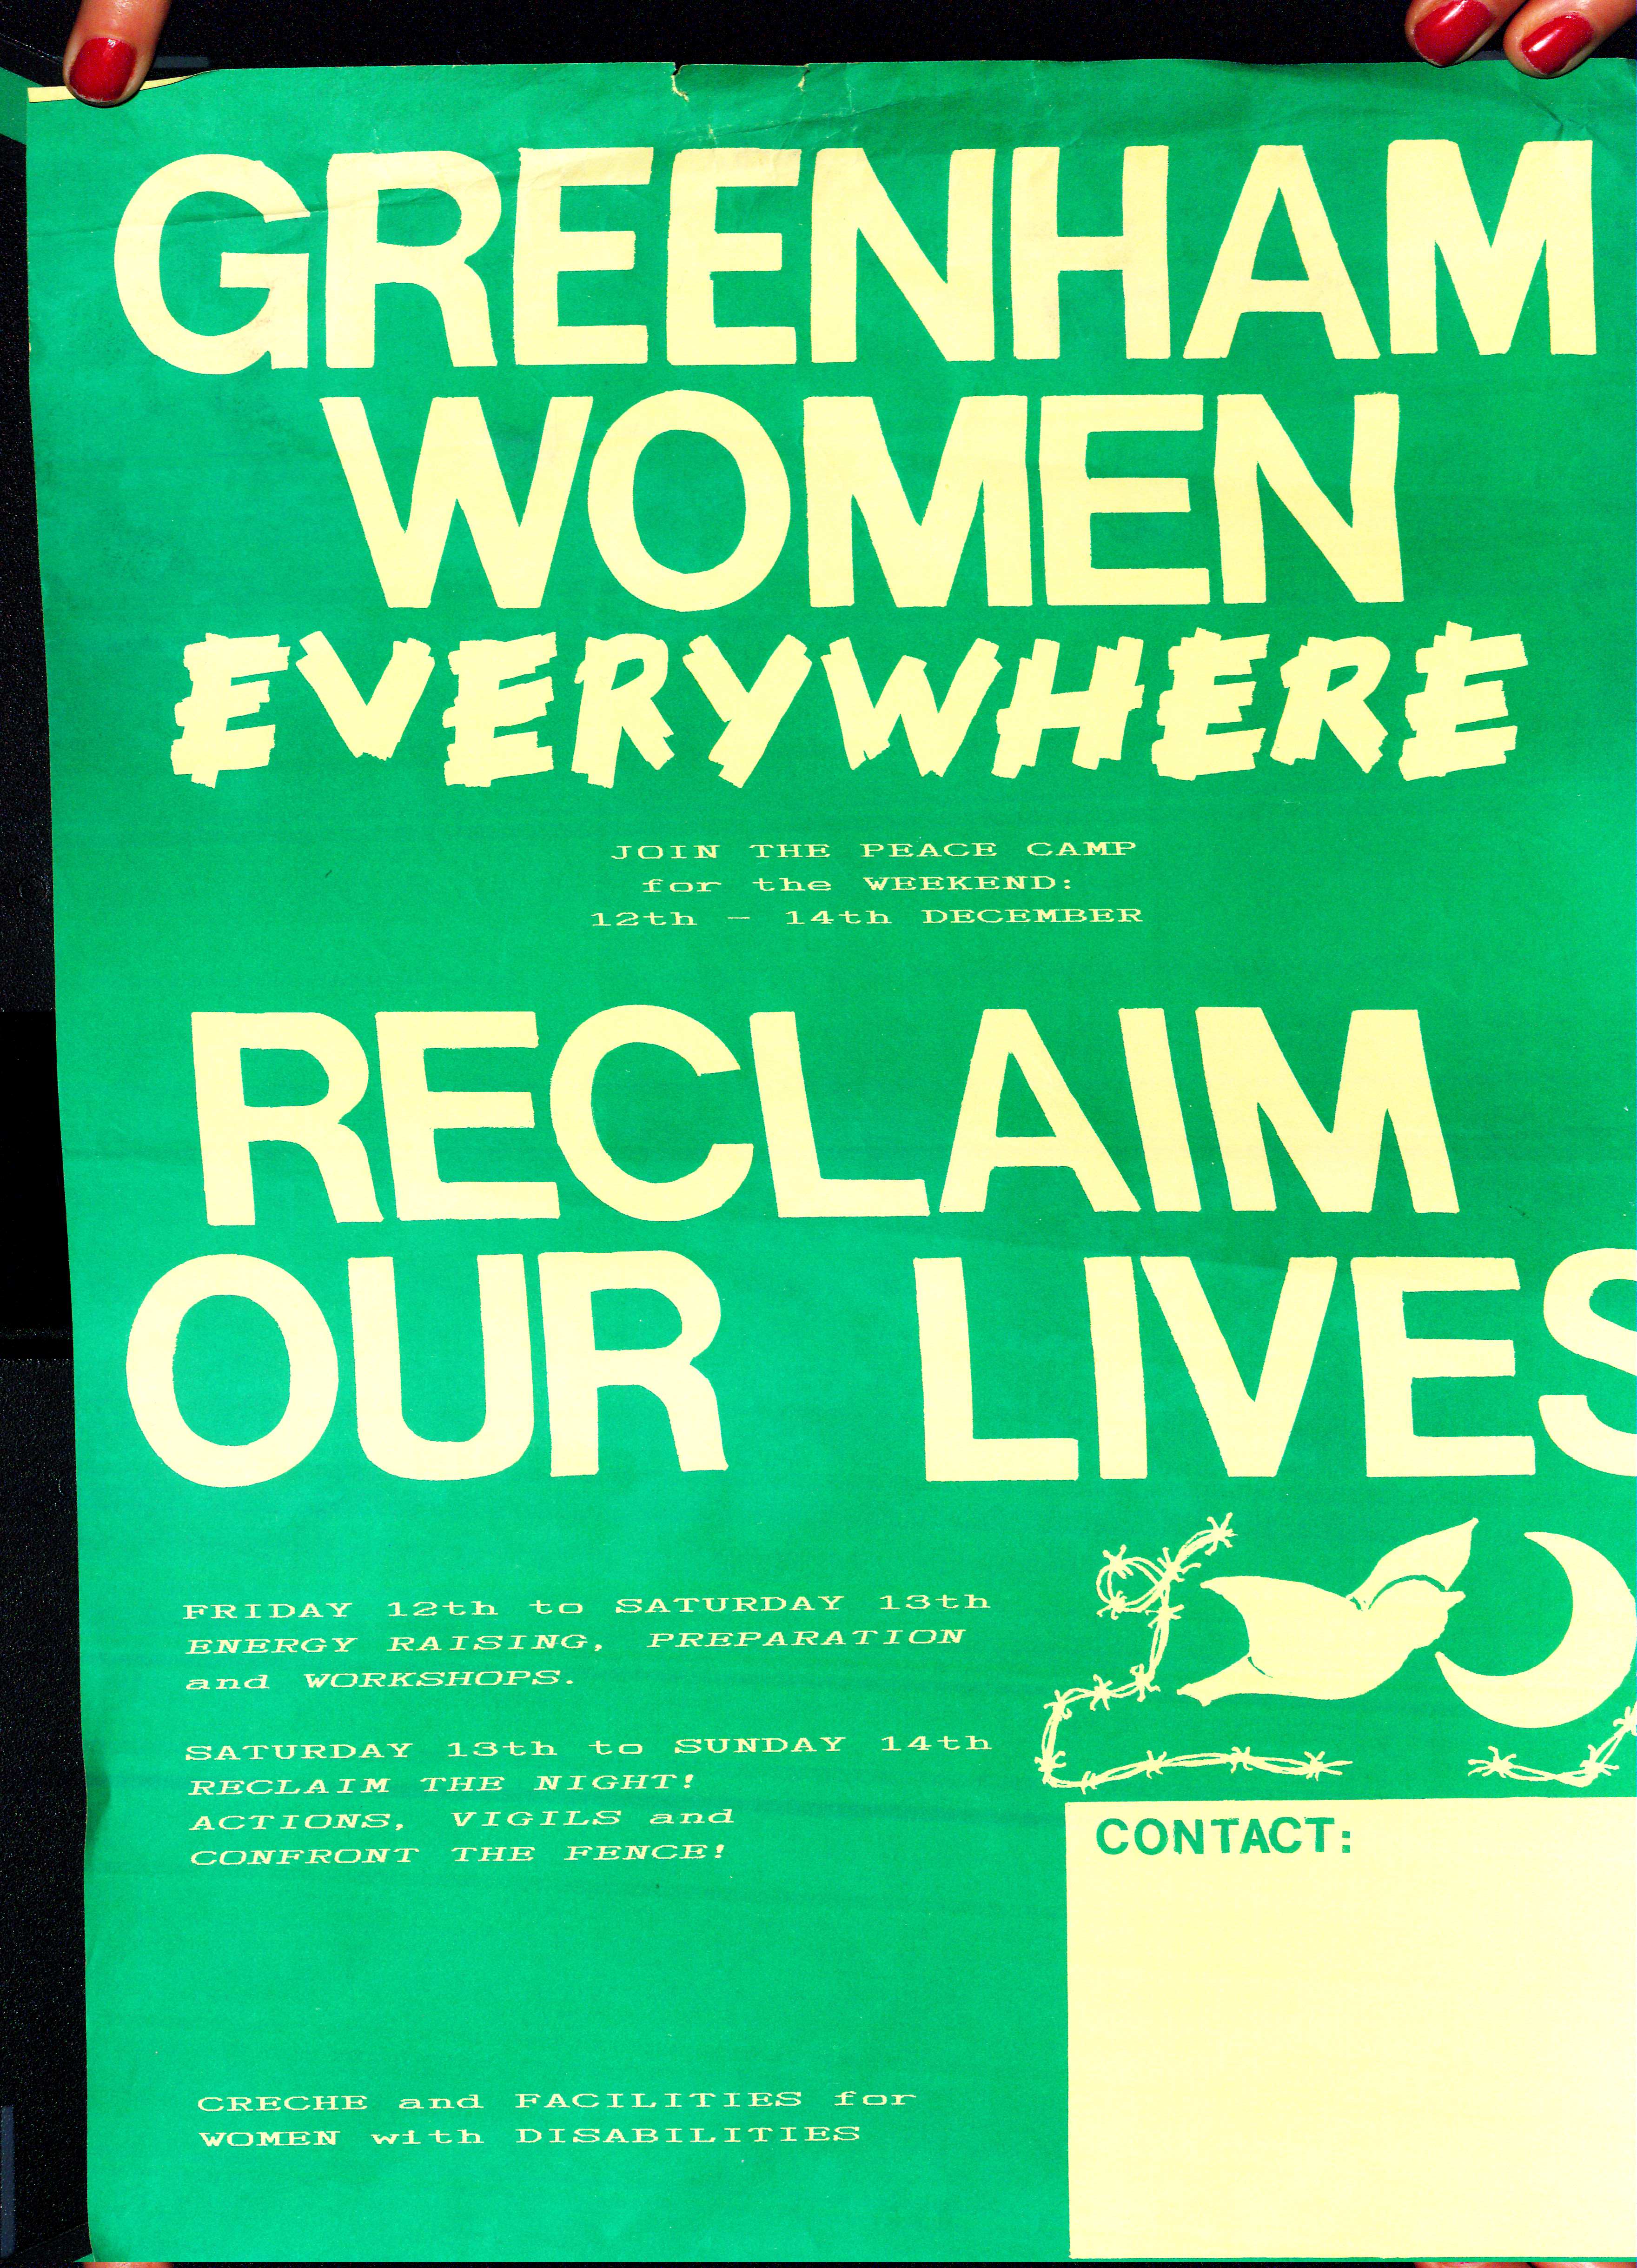 GREENHAM
WOMEN
EVERYWHERE
JOIN THE PEACE CAMP
for the WEEKEND:
12th - 14th DECEMBER
RECLAIM
OUR LIVES
FRIDAY 12th to SATURDAY 13th
ENERGY RAISING, PREPARATION
and WORKSHOPS.
SATURDAY 13th to SUNDAY 14th
RECLAIM THE NIGHT!
ACTIONS, VIGILS and
CONFRONT THE FENCE!
CONTACT:
CRECHE and FACILITIES for
WOMEN with DISABILITIES